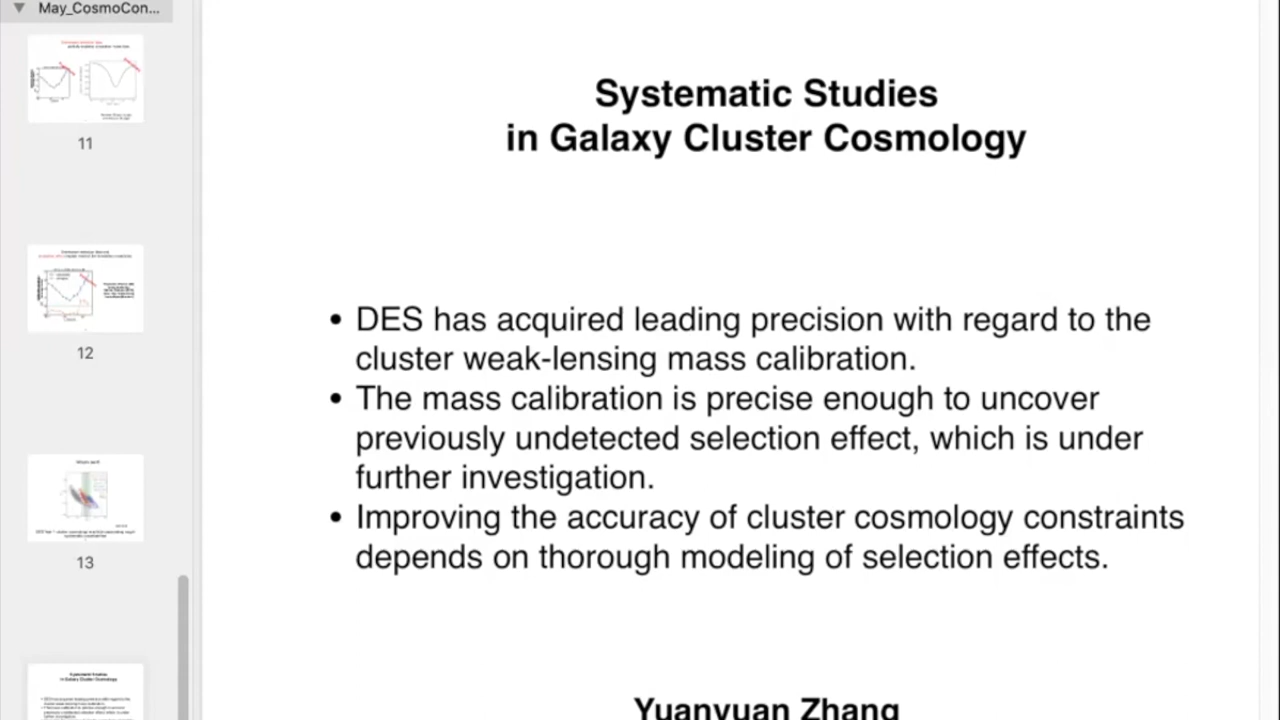 May_CosmoCon...
11
12
13
Systematic Studies
in Galaxy Cluster Cosmology
• DES has acquired leading precision with regard to the
cluster weak-lensing mass calibration.
• The mass calibration is precise enough to uncover
previously undetected selection effect, which is under
further investigation.
• Improving the accuracy of cluster cosmology constraints
depends on thorough modeling of selection effects.
Yuanyuan Zhang